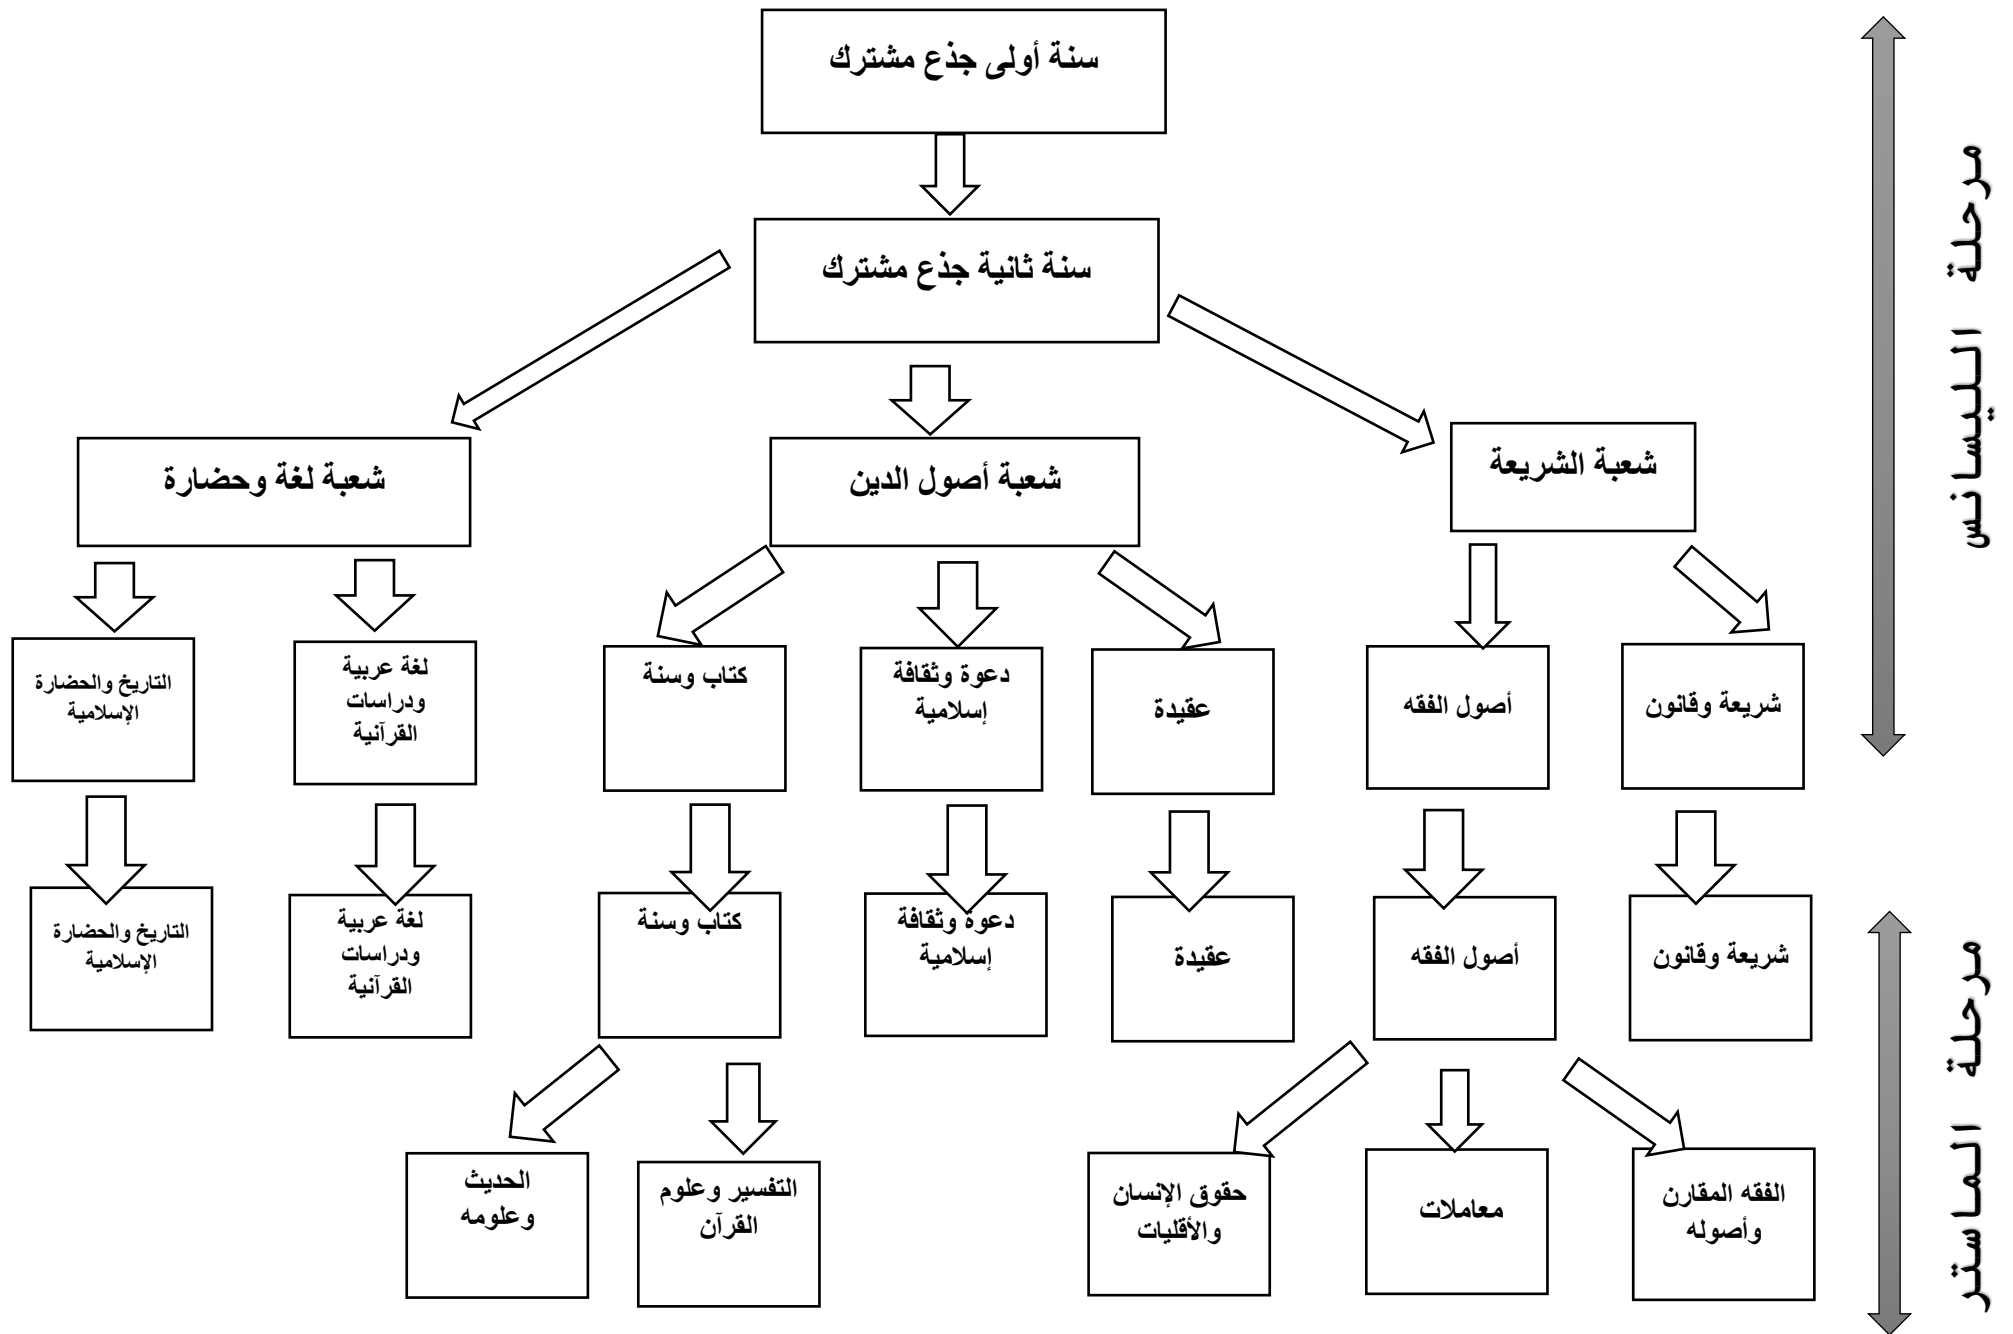 سنة أولى جذع مشترك
سنة ثانية جذع مشترك
شعبة الشريعة
شعبة أصول الدين
شعبة لغة وحضارة
شريعة وقانون
أصول الفقه
عقيدة
دعوة وثقافة
إسلامية
كتاب وسنة
لغة عربية
ودراسات
القرآنية
التاريخ والحضارة
الإسلامية
مرحلة الليسانس
شريعة وقانون
أصول الفقه
عقيدة
دعوة وثقافة
إسلامية
كتاب وسنة
لغة عربية
ودراسات
القرآنية
التاريخ والحضارة
الإسلامية
الفقه المقارن
وأصوله
معاملات
حقوق الإنسان
والأقليات
التفسير وعلوم
القرآن
الحديث
وعلومه
مرحلة الماستر